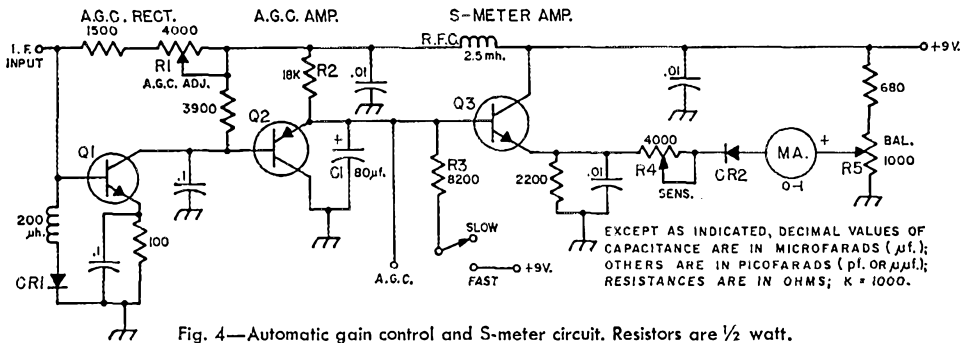 A.G.C. RECT.
A.G.C. AMP.
S-METER AMP.
I.F.
INPUT
1500
4000
R1
A.G.C. ADJ.
3900
18K
R2
.01
R.F.C.
2.5 mh.
+9V.
.01
680
Q1
Q2
Q3
.1
+
C1
80µf.
R3
8200
2200
.01
4000
R4
SENS.
CR2
MA.
0-1
+
R5
BAL.
1000
200
µh.
CR1
.1
100
A.G.C.
SLOW
FAST
+9V.
EXCEPT AS INDICATED, DECIMAL VALUES OF
CAPACITANCE ARE IN MICROFARADS ( µf.);
OTHERS ARE IN PICOFARADS ( pf. OR µµf.);
RESISTANCES ARE IN OHMS; K = 1000.
Fig. 4—Automatic gain control and S-meter circuit. Resistors are ½ watt.